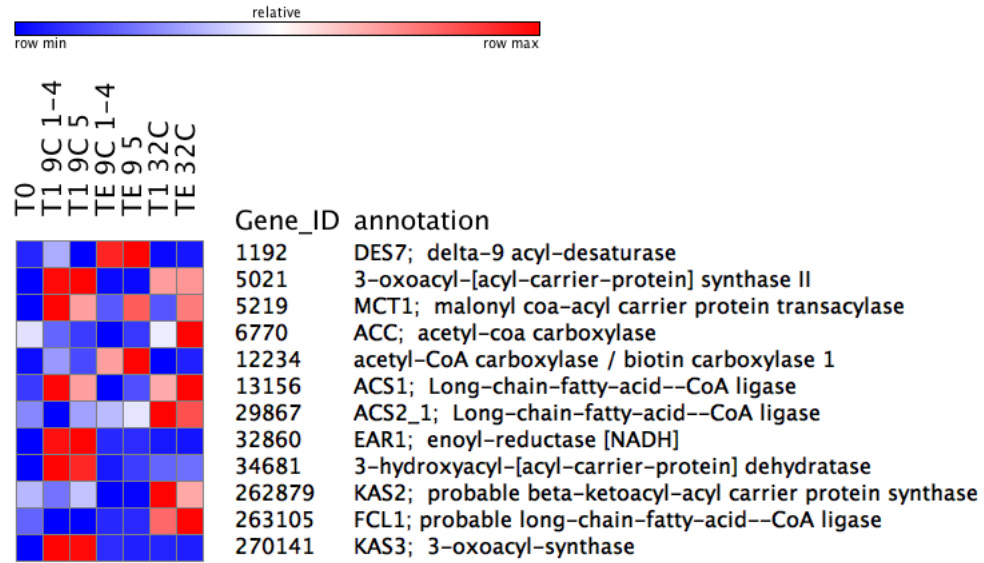 relative
row min row max
T0
T1 9C 1–4
T1 9C 5
TE 9C 1–4
TE 9 5
T1 32C
TE 32C
Gene_ID annotation
1192 DES7; delta–9 acyl–desaturase
5021 3–oxoacyl–[acyl–carrier–protein] synthase II
5219 MCT1; malonyl coa–acyl carrier protein transacylase
6770 ACC; acetyl–coa carboxylase
12234 acetyl–CoA carboxylase / biotin carboxylase 1
13156 ACS1; Long–chain–fatty–acid––CoA ligase
29867 ACS2_1; Long–chain–fatty–acid––CoA ligase
32860 EAR1; enoyl–reductase [NADH]
34681 3–hydroxyacyl–[acyl–carrier–protein] dehydratase
262879 KAS2; probable beta–ketoacyl–acyl carrier protein synthase
263105 FCL1; probable long–chain–fatty–acid––CoA ligase
270141 KAS3; 3–oxoacyl–synthase